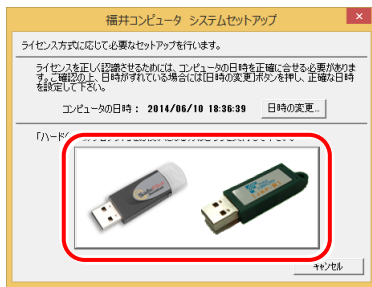 福井コンピュータ システムセットアップ
ライセンス方式に応じて必要なセットアップを行います。
ライセンスを正しく認識させるためには、コンピュータの日時を正確に合せる必要がありま
す。ご確認の上、日時がずれている場合には[日時の変更]ボタンを押し、正確な日時
を設定して下さい。
コンピュータの日時： 2014/06/10 18:36:39 日時の変更...
「ハード
キャンセル